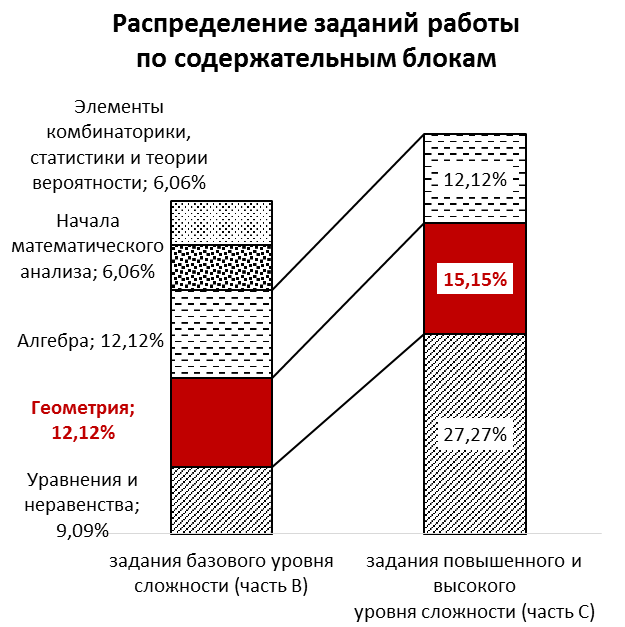 Распределение заданий работы
по содержательным блокам
Элементы
комбинаторики,
статистики и теории
вероятности; 6,06%
Начала
математического
анализа; 6,06%
Алгебра; 12,12%
Геометрия;
12,12%
Уравнения и
неравенства;
9,09%
12,12%
15,15%
27,27%
задания базового уровня
сложности (часть В)
задания повышенного и
высокого
уровня сложности (часть С)